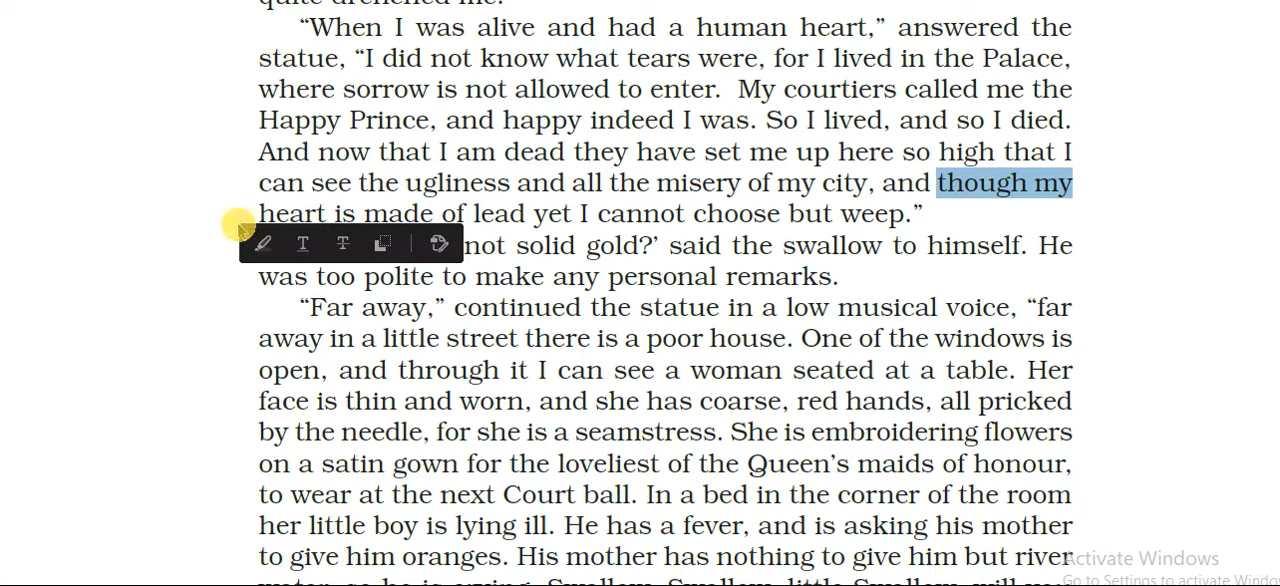 quite drenched me.
“When I was alive and had a human heart,” answered the
statue, “I did not know what tears were, for I lived in the Palace,
where sorrow is not allowed to enter. My courtiers called me the
Happy Prince, and happy indeed I was. So I lived, and so I died.
And now that I am dead they have set me up here so high that I
can see the ugliness and all the misery of my city, and though my
heart is made of lead yet I cannot choose but weep.”
not solid gold?’ said the swallow to himself. He
was too polite to make any personal remarks.
“Far away,” continued the statue in a low musical voice, “far
away in a little street there is a poor house. One of the windows is
open, and through it I can see a woman seated at a table. Her
face is thin and worn, and she has coarse, red hands, all pricked
by the needle, for she is a seamstress. She is embroidering flowers
on a satin gown for the loveliest of the Queen’s maids of honour,
to wear at the next Court ball. In a bed in the corner of the room
her little boy is lying ill. He has a fever, and is asking his mother
to give him oranges. His mother has nothing to give him but river
Activate Windows
Go to Settings to activate